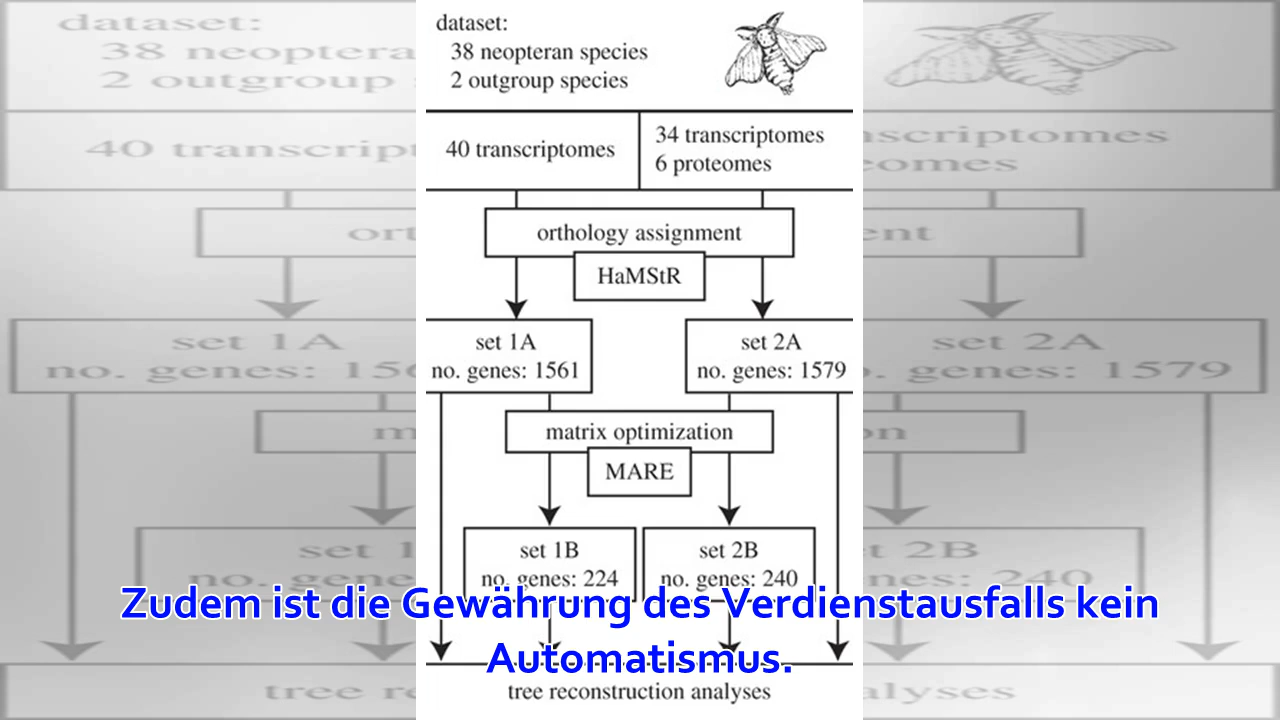 dataset:
38 neopteran species
2 outgroup species
40 transcriptomes
34 transcriptomes
6 proteomes
orthology assignment
HaMStR
set 1A
no. genes: 1561
set 2A
no. genes: 1579
matrix optimization
MARE
set 1B
no. genes: 224
set 2B
no. genes: 240
Zudem ist die Gewährung des Verdienstausfalls kein
Automatismus.
tree reconstruction analyses